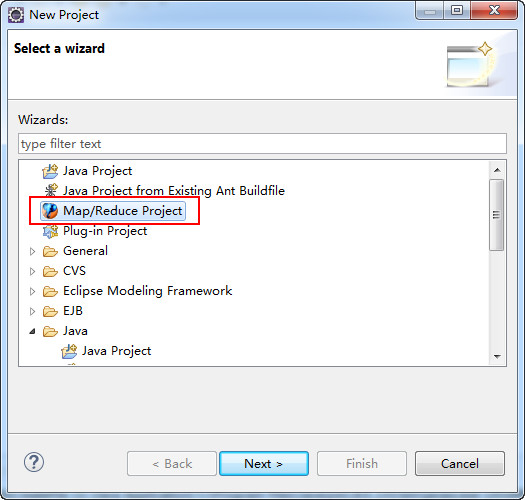 New Project
Select a wizard
Wizards:
type filter text
Java Project
Java Project from Existing Ant Buildfile
Map/Reduce Project
Plug-in Project
General
CVS
Eclipse Modeling Framework
EJB
Java
Java Project
?
< Back
Next >
Finish
Cancel